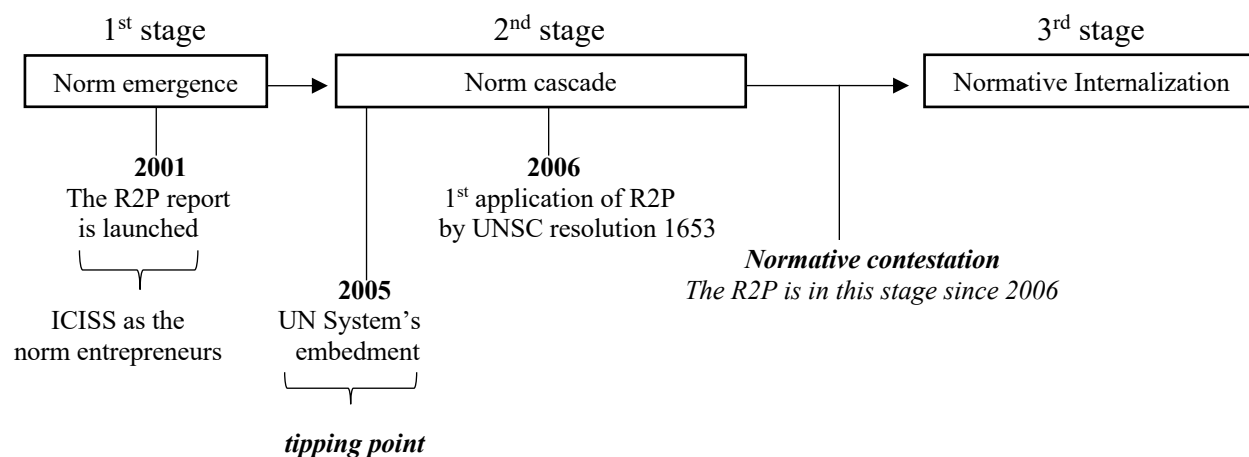 1st stage
2nd stage
3rd stage
Norm emergence
Norm cascade
Normative Internalization
2001
The R2P report
is launched
ICISS as the
norm entrepreneurs
2005
UN System’s
embedment
tipping point
2006
1st application of R2P
by UNSC resolution 1653
Normative contestation
The R2P is in this stage since 2006